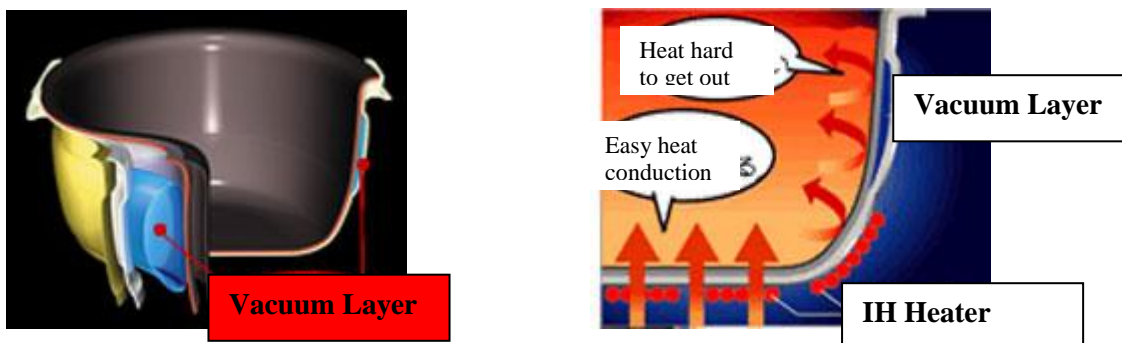 Vacuum Layer
Heat hard
to get out
Easy heat
conduction
Vacuum Layer
IH Heater